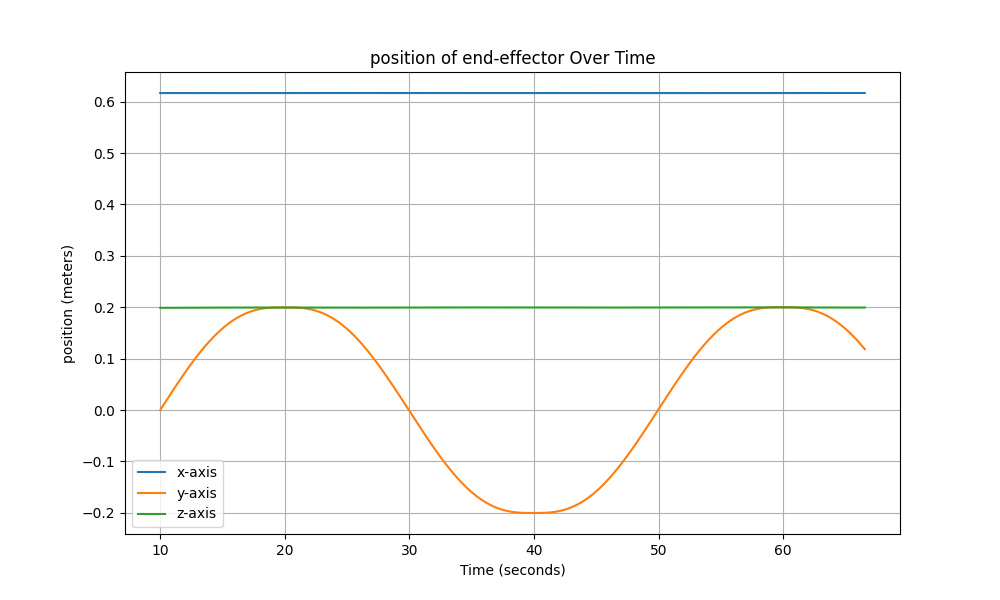 position of end-effector Over Time
position (meters)
0.6
0.5
0.4
0.3
0.2
0.1
0.0
−0.1
−0.2
x-axis
y-axis
z-axis
10 20 30 40 50 60
Time (seconds)